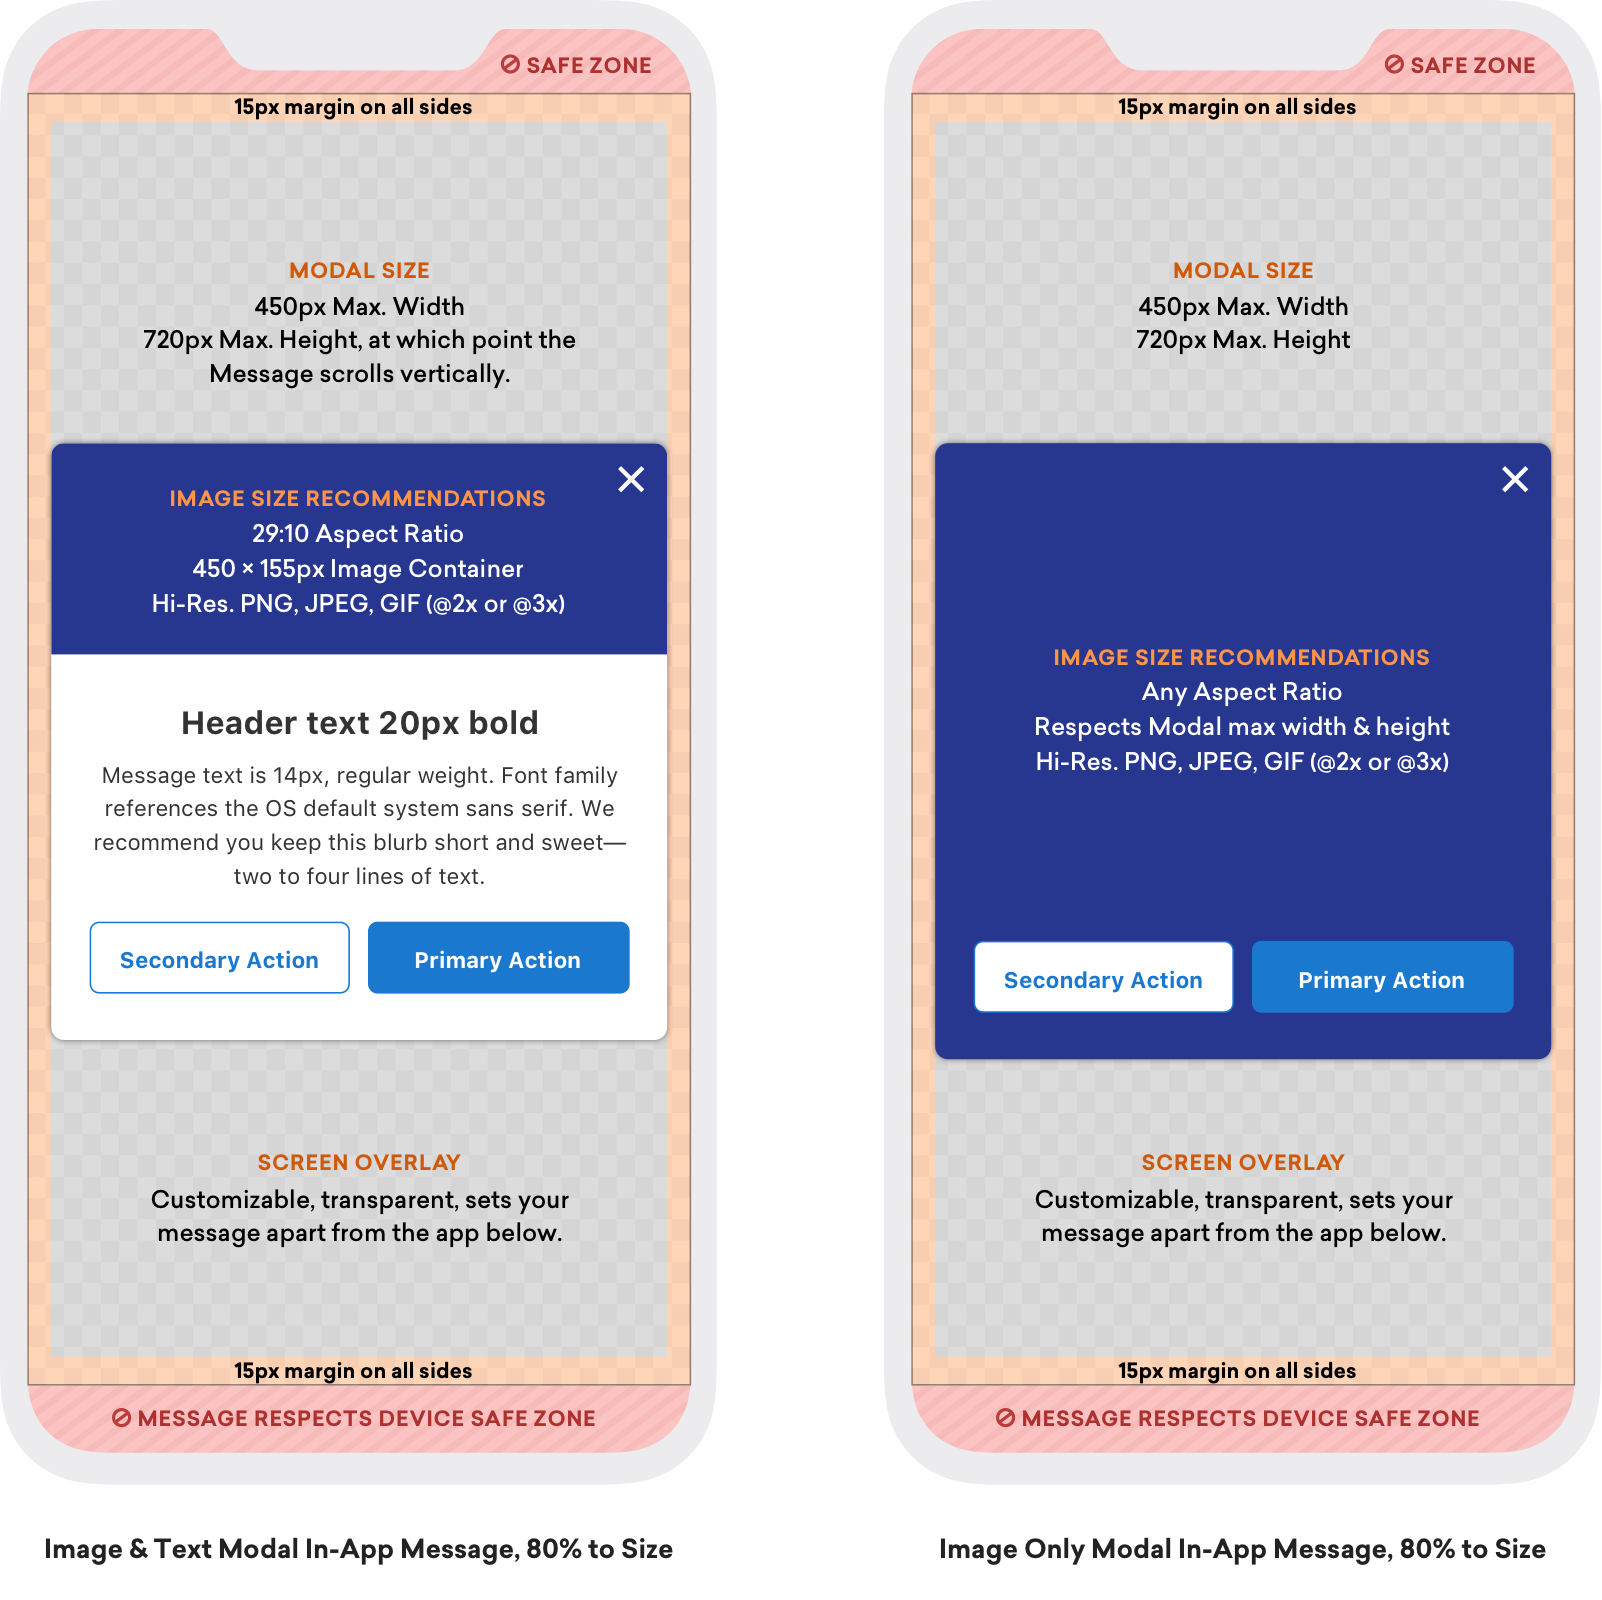 SAFE ZONE
15px margin on all sides
MODAL SIZE
450px Max. Width
720px Max. Height, at which point the
Message scrolls vertically.
IMAGE SIZE RECOMMENDATIONS
29:10 Aspect Ratio
450 × 155px Image Container
Hi-Res. PNG, JPEG, GIF (@2x or @3x)
Header text 20px bold
Message text is 14px, regular weight. Font family
references the OS default system sans serif. We
recommend you keep this blurb short and sweet—
two to four lines of text.
Secondary Action
Primary Action
SCREEN OVERLAY
Customizable, transparent, sets your
message apart from the app below.
15px margin on all sides
MESSAGE RESPECTS DEVICE SAFE ZONE
Image & Text Modal In-App Message, 80% to Size
SAFE ZONE
15px margin on all sides
MODAL SIZE
450px Max. Width
720px Max. Height
IMAGE SIZE RECOMMENDATIONS
Any Aspect Ratio
Respects Modal max width & height
Hi-Res. PNG, JPEG, GIF (@2x or @3x)
Secondary Action
Primary Action
SCREEN OVERLAY
Customizable, transparent, sets your
message apart from the app below.
15px margin on all sides
MESSAGE RESPECTS DEVICE SAFE ZONE
Image Only Modal In-App Message, 80% to Size